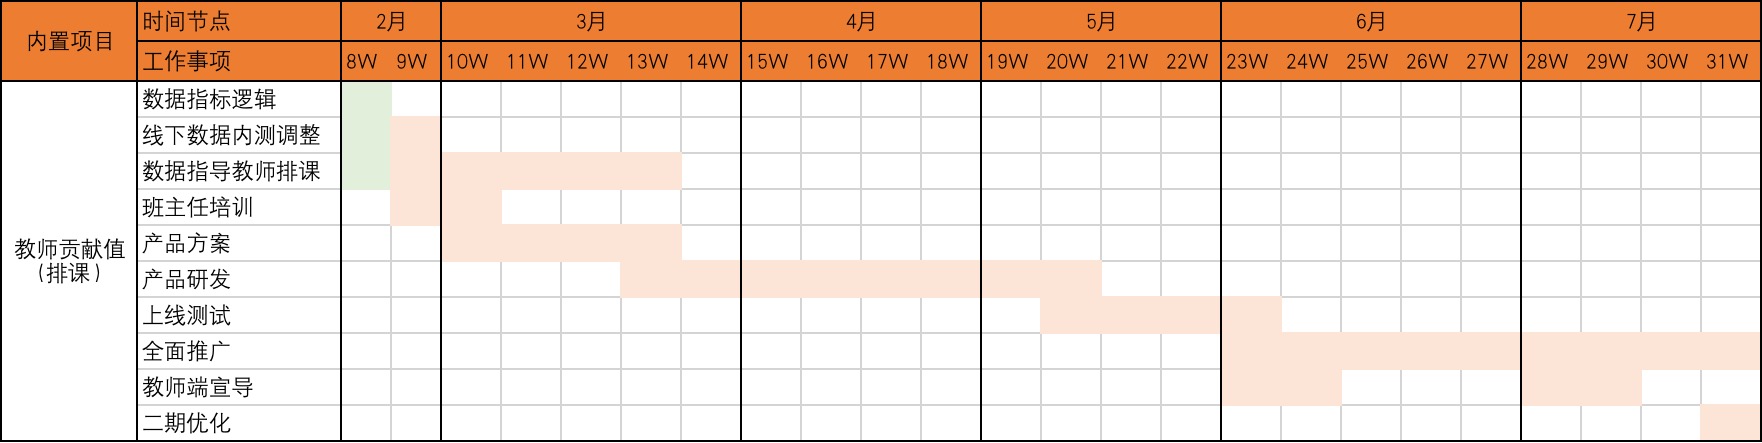 内置项目
时间节点 2月 3月 4月 5月 6月 7月
工作事项 8W 9W 10W 11W 12W 13W 14W 15W 16W 17W 18W 19W 20W 21W 22W 23W 24W 25W 26W 27W 28W 29W 30W 31W
教师贡献值
(排课)
数据指标逻辑
线下数据内测调整
数据指导教师排课
班主任培训
产品方案
产品研发
上线测试
全面推广
教师端宣导
二期优化